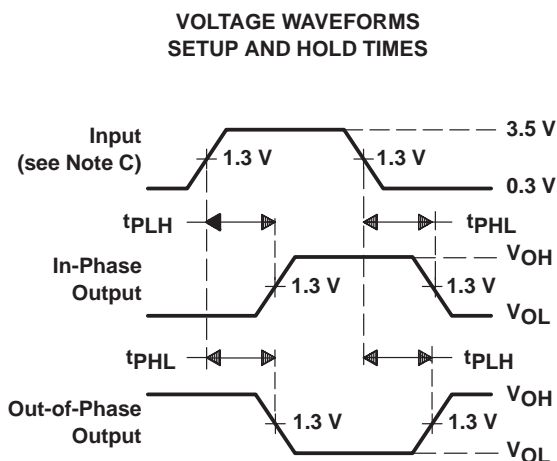 VOLTAGE WAVEFORMS
SETUP AND HOLD TIMES
Input
(see Note C)
1.3 V
1.3 V
3.5 V
0.3 V
tPLH
tPHL
In-Phase
Output
1.3 V
1.3 V
VOH
VOL
tPHL
tPLH
Out-of-Phase
Output
1.3 V
1.3 V
VOH
VOL